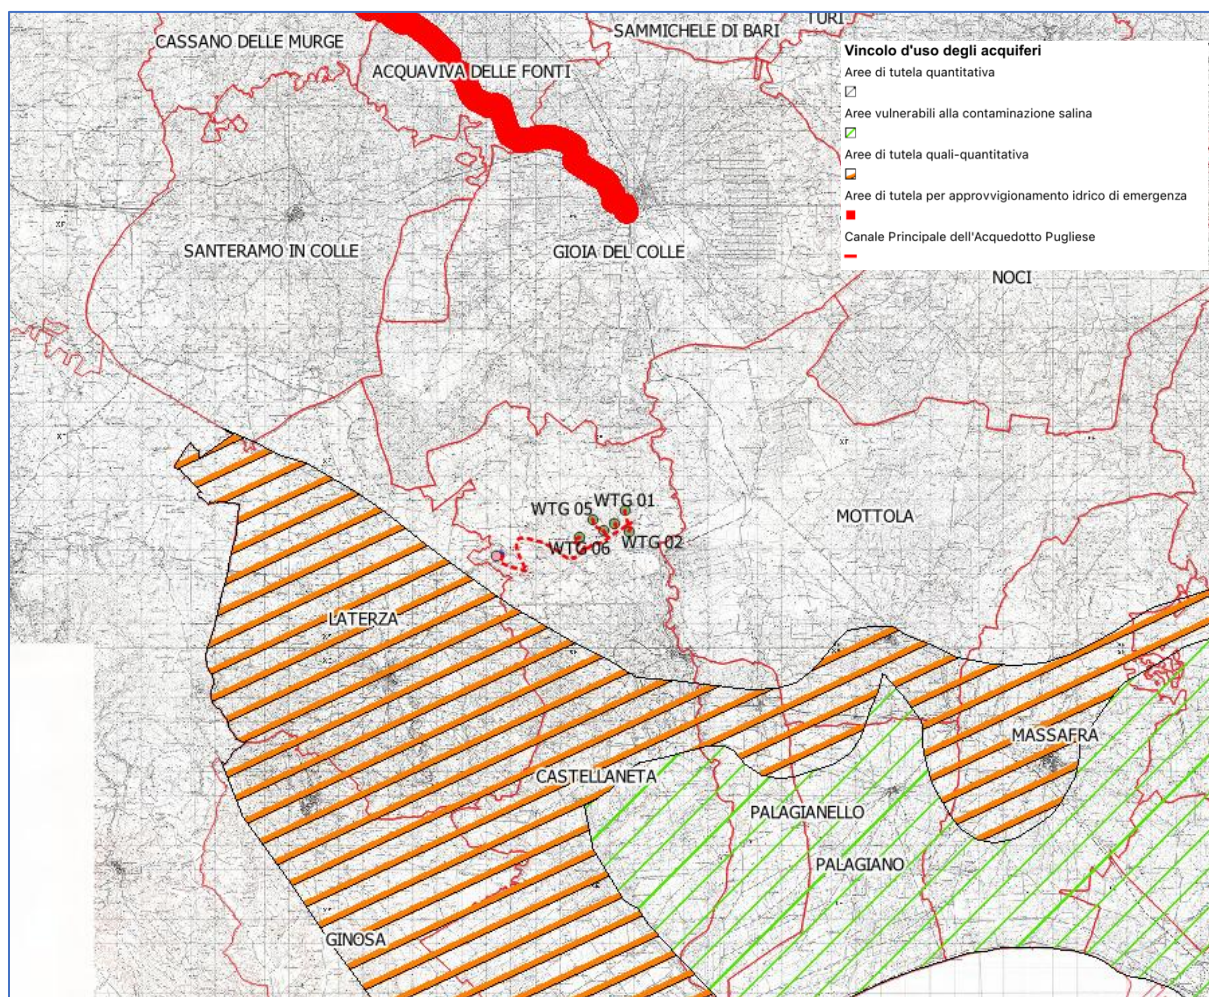 TURI
SAMMICHELE DI BARI
CASSANO DELLE MURGE
ACQUAVIVA DELLE FONTI
Vincolo d'uso degli acquiferi
Aree di tutela quantitativa
Aree vulnerabili alla contaminazione salina
Aree di tutela quali-quantitativa
Aree di tutela per approvvigionamento idrico di emergenza
Canale Principale dell'Acquedotto Pugliese
SANTERAMO IN COLLE
GIOIA DEL COLLE
NOCI
WTG 01
WTG 05
MOTTOLA
WTG 02
WTG 06
LATERZA
MASSAFRA
CASTELLANETA
PALAGIANELLO
PALAGIANO
GINOSA